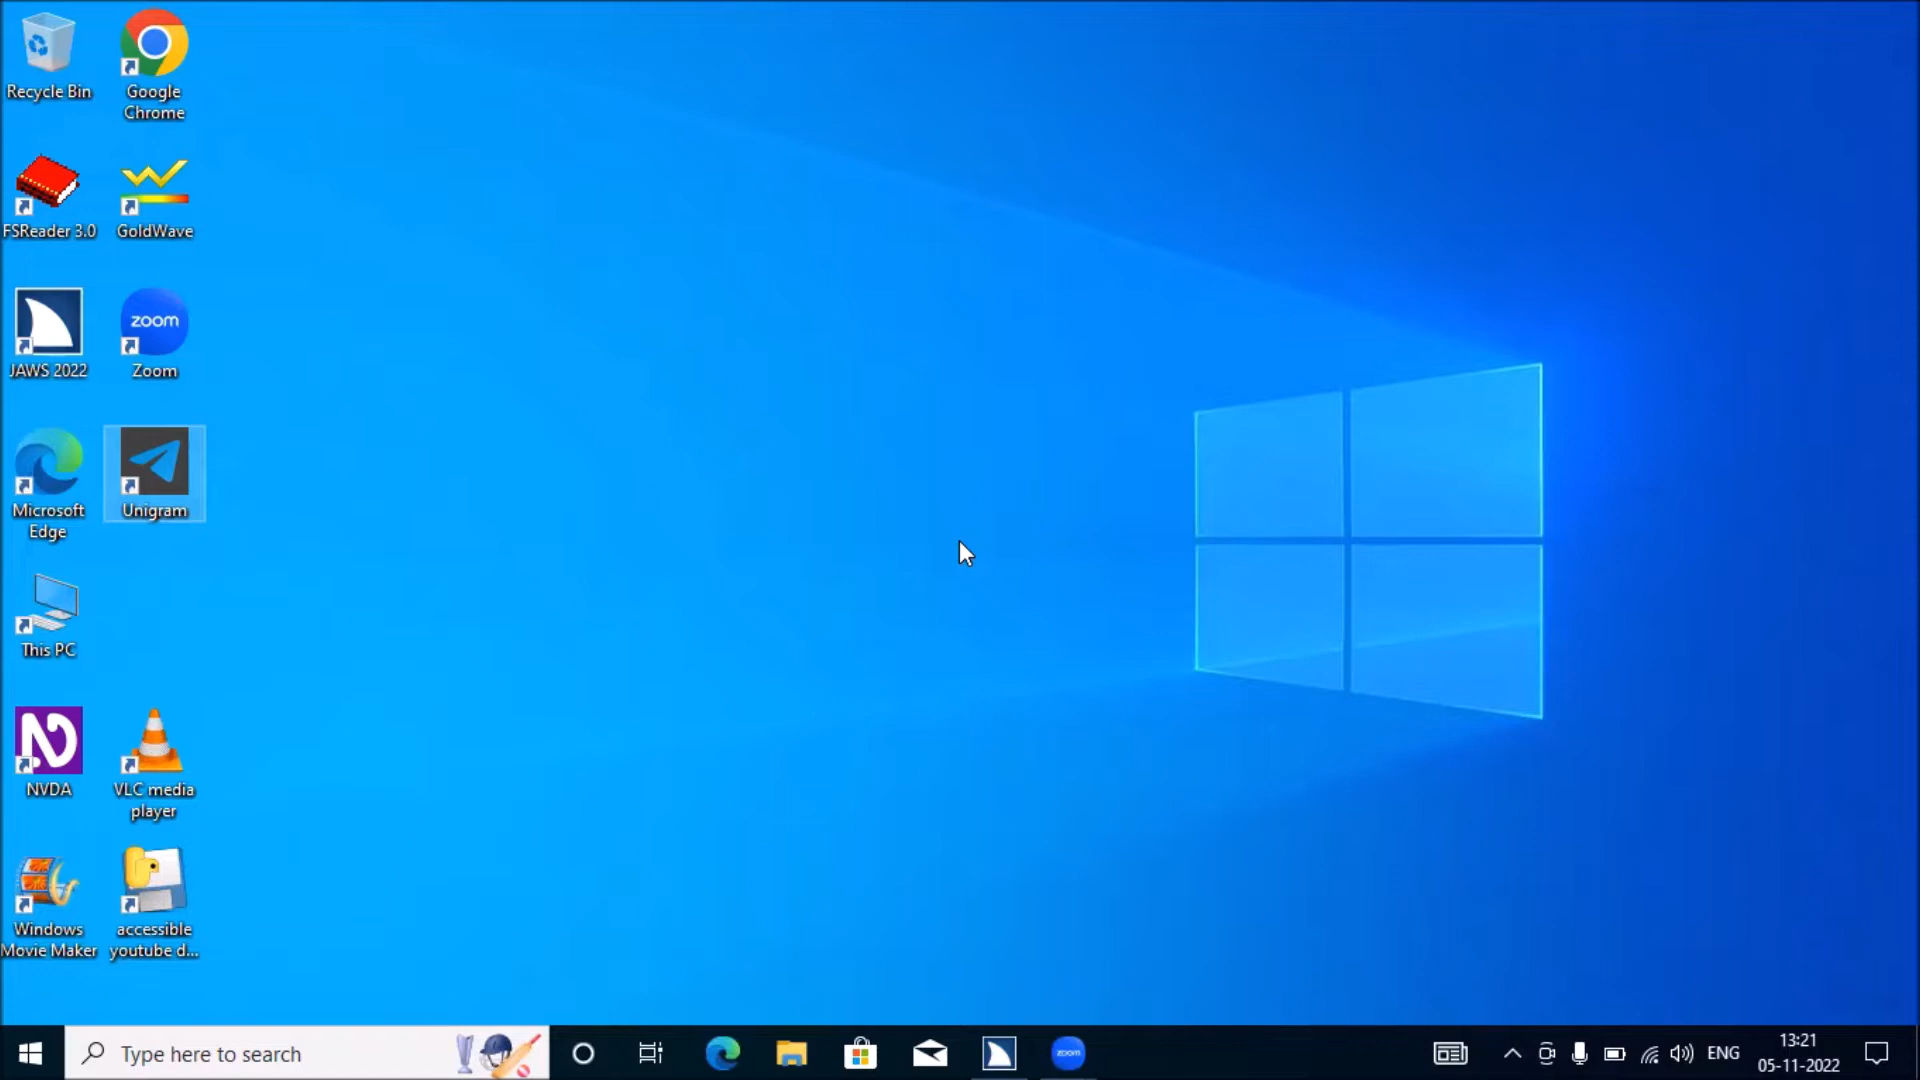 Recycle Bin
Google
Chrome
FSReader 3.0
GoldWave
JAWS 2022
zoom
Zoom
Microsoft
Edge
Unigram
This PC
NVDA
VLC media
player
Windows
Movie Maker
accessible
youtube d...
Type here to search
zoom
ENG
13:21
05-11-2022